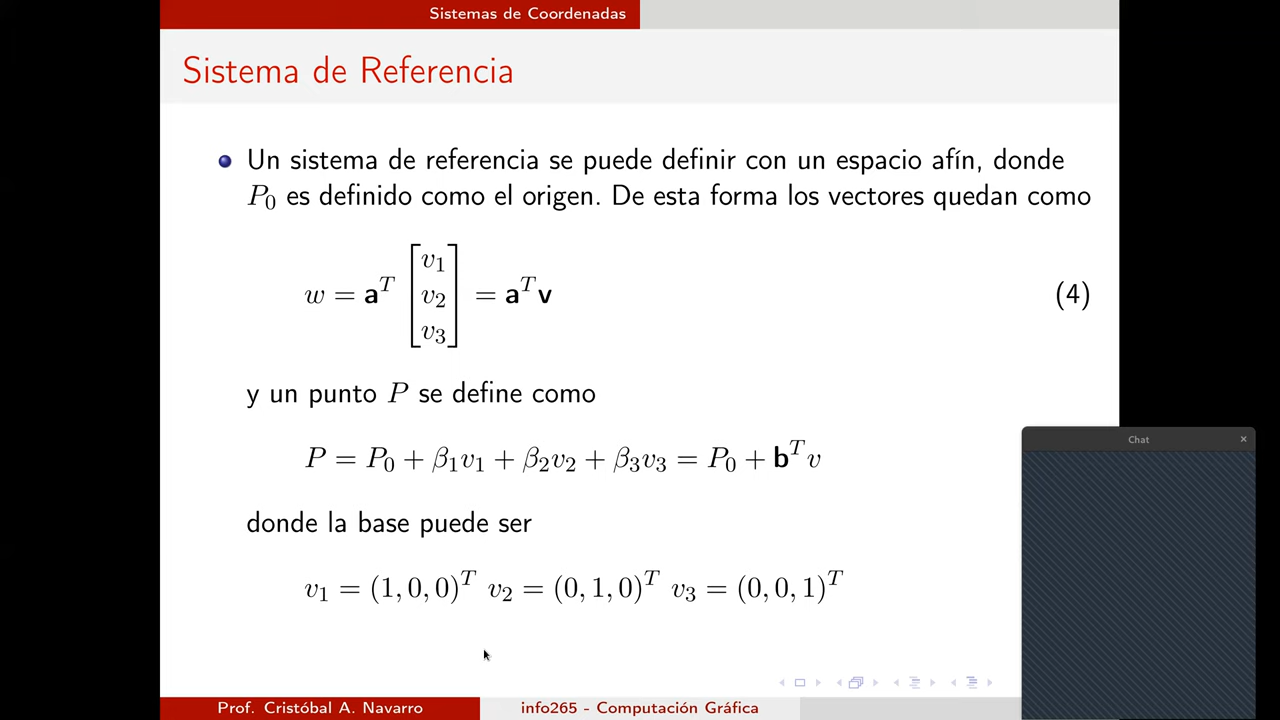 Sistemas de Coordenadas
Sistema de Referencia
Un sistema de referencia se puede definir con un espacio afín, donde
P₀ es definido como el origen. De esta forma los vectores quedan como
w = aᵀ [v₁ v₂ v₃] = aᵀv (4)
y un punto P se define como
P = P₀ + β₁v₁ + β₂v₂ + β₃v₃ = P₀ + bᵀv
Chat ×
donde la base puede ser
v₁ = (1, 0, 0)ᵀ v₂ = (0, 1, 0)ᵀ v₃ = (0, 0, 1)ᵀ
Prof. Cristóbal A. Navarro info265 - Computación Gráfica